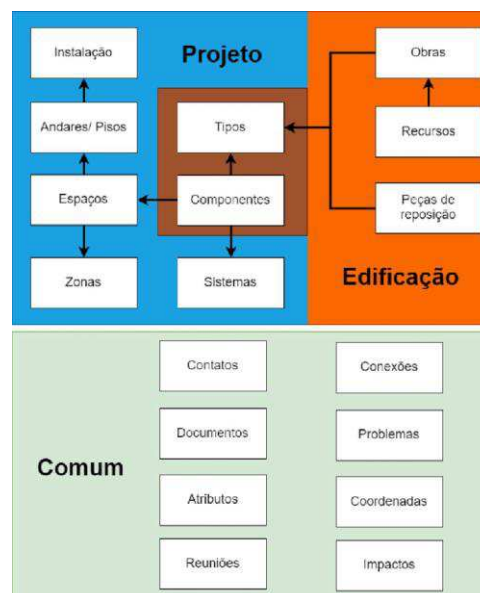 Projeto
Instalação
Andares/ Pisos
Espaços
Zonas
Tipos
Componentes
Sistemas
Obras
Recursos
Peças de
reposição
Edificação
Comum
Contatos
Conexões
Documentos
Problemas
Atributos
Coordenadas
Reuniões
Impactos